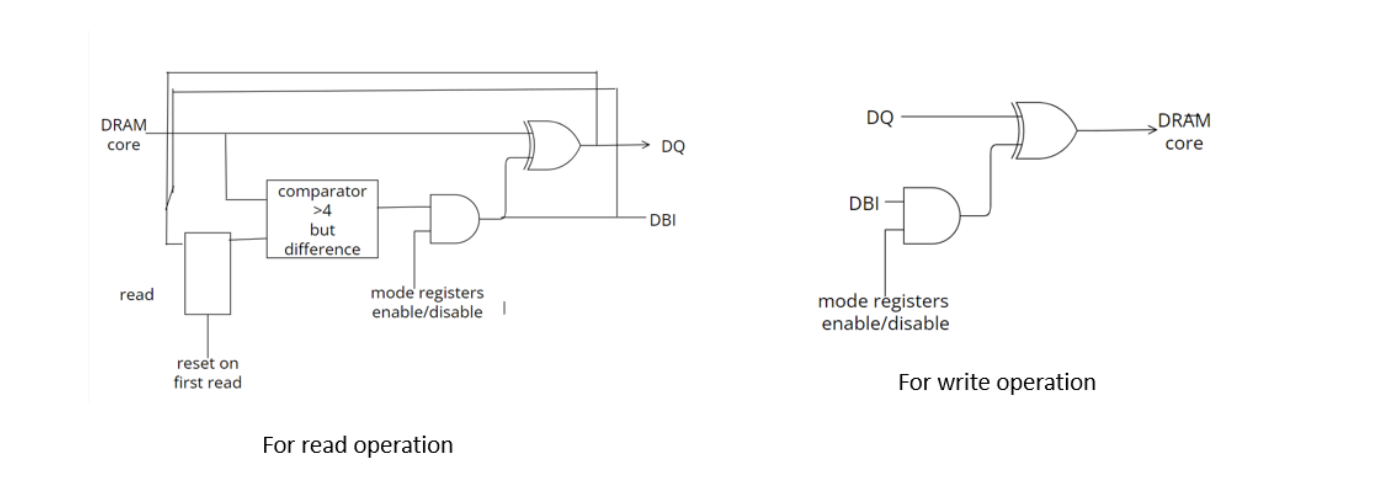 DRAM
core
comparator
>4
but
difference
DQ
DBI
read
mode registers
enable/disable
reset on
first read
For read operation
DQ
DRAM
core
DBI
mode registers
enable/disable
For write operation